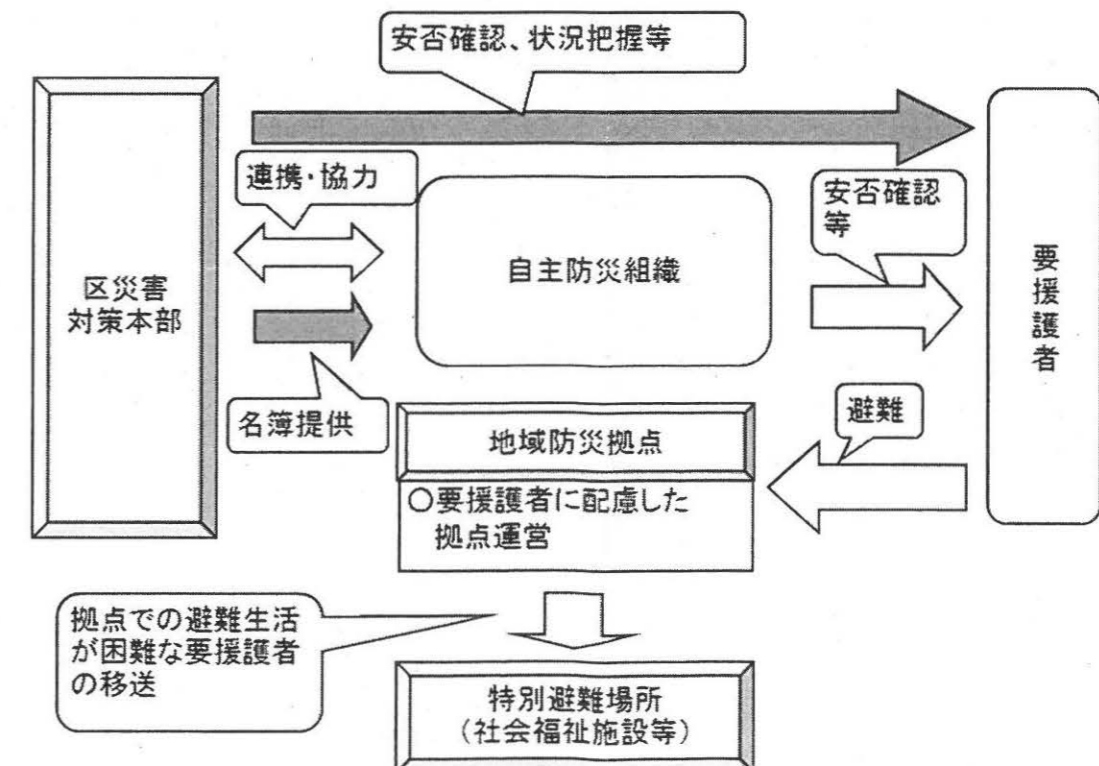 安否確認、状況把握等
連携・協力
安否確認
等
区災害
対策本部
自主防災組織
要援護者
名簿提供
避難
地域防災拠点
○要援護者に配慮した
拠点運営
拠点での避難生活
が困難な要援護者
の移送
特別避難場所
（社会福祉施設等）